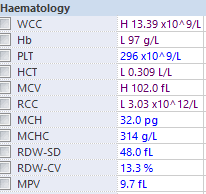 Haematology
WCC H 13.39 x10^9/L
Hb L 97 g/L
PLT 296 x10^9/L
HCT L 0.309 L/L
MCV H 102.0 fL
RCC L 3.03 x10^12/L
MCH 32.0 pg
MCHC 314 g/L
RDW-SD 48.0 fL
RDW-CV 13.3 %
MPV 9.7 fL